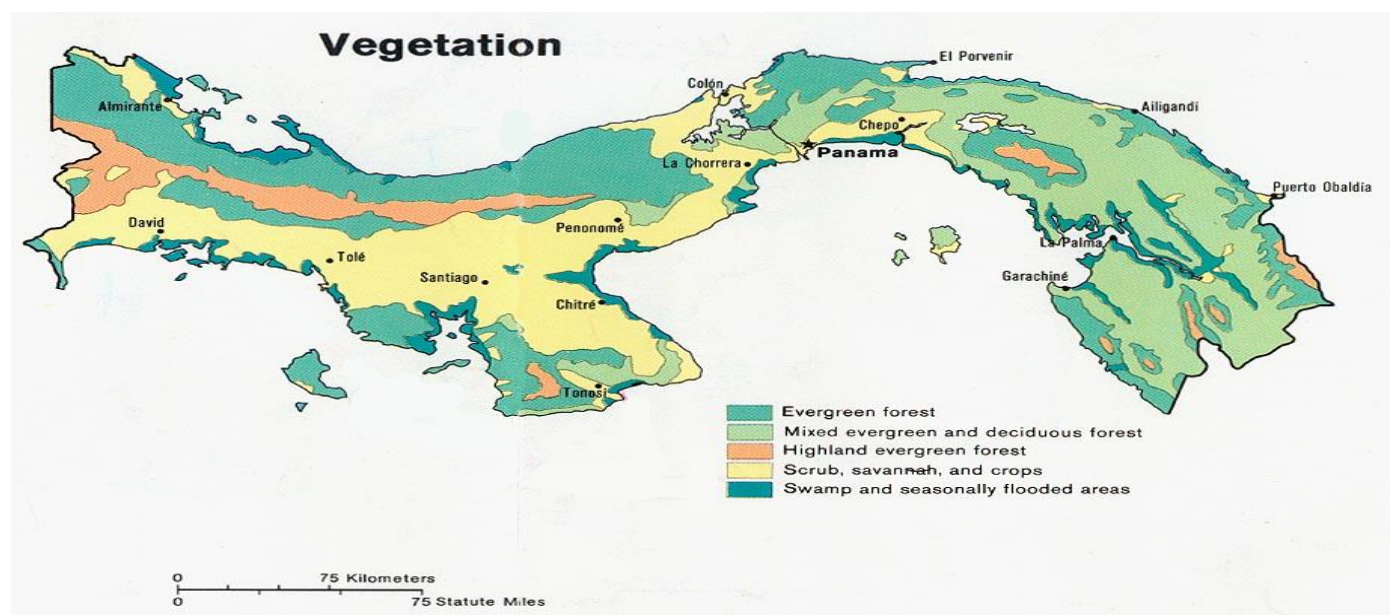 Vegetation
El Porvenir
Colón
Almirante
Ailigandi
Chepo
Panama
La Chorrera
Puerto Obaldía
David
Penonomé
La Palma
Tolé
Santiago
Garachiné
Chitré
Tonosí
Evergreen forest
Mixed evergreen and deciduous forest
Highland evergreen forest
Scrub, savannah, and crops
Swamp and seasonally flooded areas
0 75 Kilometers
0 75 Statute Miles